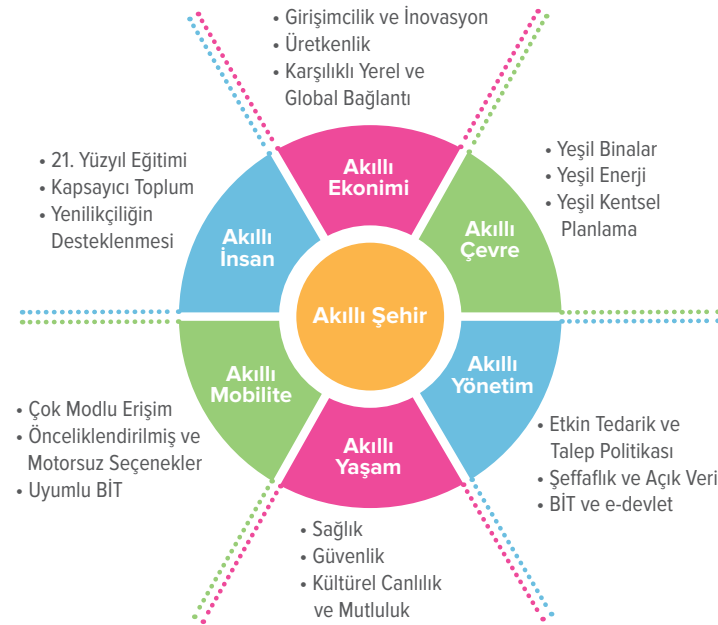 • Girişimcilik ve İnovasyon
• Üretkenlik
• Karşılıklı Yerel ve
Global Bağlantı
Akıllı
Ekonomi
• Yeşil Binalar
• Yeşil Enerji
• Yeşil Kentsel
Planlama
Akıllı
Çevre
• Etkin Tedarik ve
Talep Politikası
• Şeffaflık ve Açık Veri
• BİT ve e-devlet
Akıllı
Yönetim
• Sağlık
• Güvenlik
• Kültürel Canlılık
ve Mutluluk
Akıllı
Yaşam
• Çok Modlu Erişim
• Önceliklendirilmiş ve
Motorsuz Seçenekler
• Uyumlu BİT
Akıllı
Mobilite
• 21. Yüzyıl Eğitimi
• Kapsayıcı Toplum
• Yenilikçiliğin
Desteklenmesi
Akıllı
İnsan
Akıllı Şehir